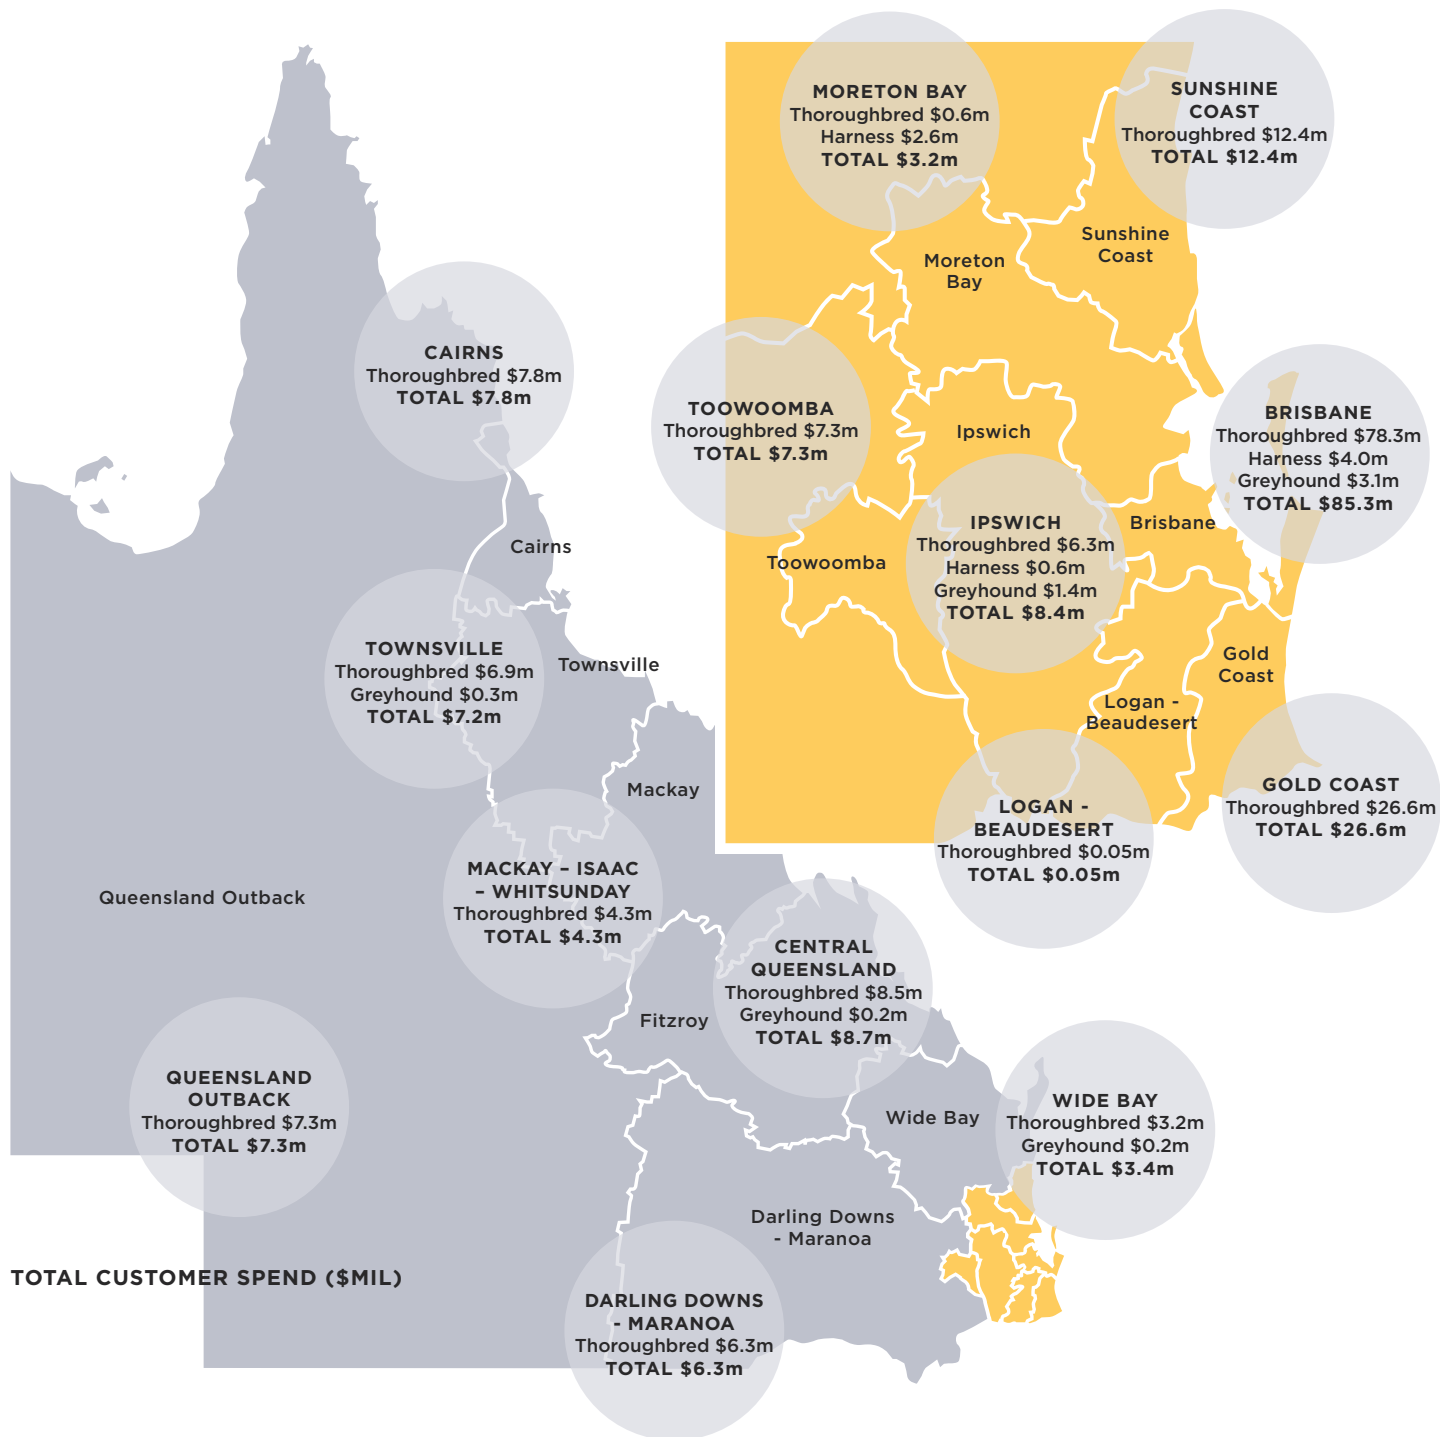 MORETON BAY
Thoroughbred $0.6m
Harness $2.6m
TOTAL $3.2m
SUNSHINE
COAST
Thoroughbred $12.4m
TOTAL $12.4m
Sunshine
Coast
Moreton
Bay
CAIRNS
Thoroughbred $7.8m
TOTAL $7.8m
TOOWOOMBA
Thoroughbred $7.3m
TOTAL $7.3m
Ipswich
BRISBANE
Thoroughbred $78.3m
Harness $4.0m
Greyhound $3.1m
TOTAL $85.3m
IPSWICH
Thoroughbred $6.3m
Harness $0.6m
Greyhound $1.4m
TOTAL $8.4m
Brisbane
Cairns
Toowoomba
TOWNSVILLE
Thoroughbred $6.9m
Greyhound $0.3m
TOTAL $7.2m
Townsville
Gold
Coast
Logan -
Beaudesert
Mackay
GOLD COAST
Thoroughbred $26.6m
TOTAL $26.6m
LOGAN -
BEAUDESERT
Thoroughbred $0.05m
TOTAL $0.05m
MACKAY – ISAAC
– WHITSUNDAY
Thoroughbred $4.3m
TOTAL $4.3m
Queensland Outback
CENTRAL
QUEENSLAND
Thoroughbred $8.5m
Greyhound $0.2m
TOTAL $8.7m
Fitzroy
QUEENSLAND
OUTBACK
Thoroughbred $7.3m
TOTAL $7.3m
Wide Bay
WIDE BAY
Thoroughbred $3.2m
Greyhound $0.2m
TOTAL $3.4m
Darling Downs
- Maranoa
TOTAL CUSTOMER SPEND ($MIL)
DARLING DOWNS
- MARANOA
Thoroughbred $6.3m
TOTAL $6.3m